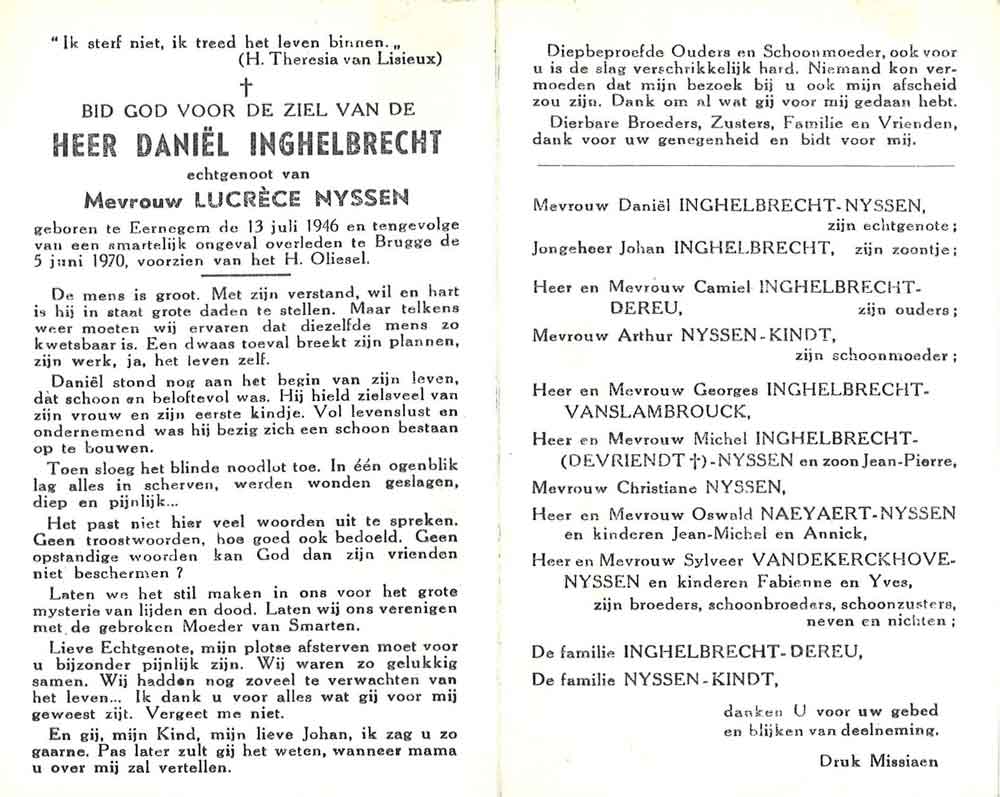 "Ik sterf niet, ik treed het leven binnen.„
(H. Theresia van Lisieux)
†
BID GOD VOOR DE ZIEL VAN DE
HEER DANIËL INGHELBRECHT
echtgenoot van
Mevrouw LUCRÈCE NYSSEN
geboren te Eernegem de 13 juli 1946 en tengevolge
van een smartelijk ongeval overleden te Brugge de
5 juni 1970, voorzien van het H. Oliesel.
De mens is groot. Met zijn verstand, wil en hart
is hij in staat grote daden te stellen. Maar telkens
weer moeten wij ervaren dat diezelfde mens zo
kwetsbaar is. Een dwaas toeval breekt zijn plannen,
zijn werk, ja, het leven zelf.
Daniël stond nog aan het begin van zijn leven,
dàt schoon en beloftevol was. Hij hield zielsveel van
zijn vrouw en zijn eerste kindje. Vol levenslust en
ondernemend was hij bezig zich een schoon bestaan
op te bouwen.
Toen sloeg het blinde noodlot toe. In één ogenblik
lag alles in scherven, werden wonden geslagen,
diep en pijnlijk...
Het past niet hier veel woorden uit te spreken.
Geen troostwoorden, hoe goed ook bedoeld. Geen
opstandige woorden kan God dan zijn vrienden
niet beschermen ?
Laten we het stil maken in ons voor het grote
mysterie van lijden en dood. Laten wij ons verenigen
met de gebroken Moeder van Smarten.
Lieve Echtgenote, mijn plotse afsterven moet voor
u bijzonder pijnlijk zijn. Wij waren zo gelukkig
samen. Wij hadden nog zoveel te verwachten van
het leven... Ik dank u voor alles wat gij voor mij
geweest zijt. Vergeet me niet.
En gij, mijn Kind, mijn lieve Johan, ik zag u zo
gaarne. Pas later zult gij het weten, wanneer mama
u over mij zal vertellen.
Diepbeproefde Ouders en Schoonmoeder, ook voor
u is de slag verschrikkelijk hard. Niemand kon ver-
moeden dat mijn bezoek bij u ook mijn afscheid
zou zijn. Dank om al wat gij voor mij gedaan hebt.
Dierbare Broeders, Zusters, Familie en Vrienden,
dank voor uw genegenheid en bidt voor mij.
Mevrouw Daniël INGHELBRECHT-NYSSEN,
zijn echtgenote ;
Jongeheer Johan INGHELBRECHT, zijn zoontje ;
Heer en Mevrouw Camiel INGHELBRECHT-
DEREU, zijn ouders ;
Mevrouw Arthur NYSSEN-KINDT,
zijn schoonmoeder ;
Heer en Mevrouw Georges INGHELBRECHT-
VANSLAMBROUCK,
Heer en Mevrouw Michel INGHELBRECHT-
(DEVRIENDT †)-NYSSEN en zoon Jean-Pierre,
Mevrouw Christiane NYSSEN,
Heer en Mevrouw Oswald NAEYAERT-NYSSEN
en kinderen Jean-Michel en Annick,
Heer en Mevrouw Sylveer VANDEKERCKHOVE-
NYSSEN en kinderen Fabienne en Yves,
zijn broeders, schoonbroeders, schoonzusters,
neven en nichten ;
De familie INGHELBRECHT-DEREU,
De familie NYSSEN-KINDT,
danken U voor uw gebed
en blijken van deelneming.
Druk Missiaen